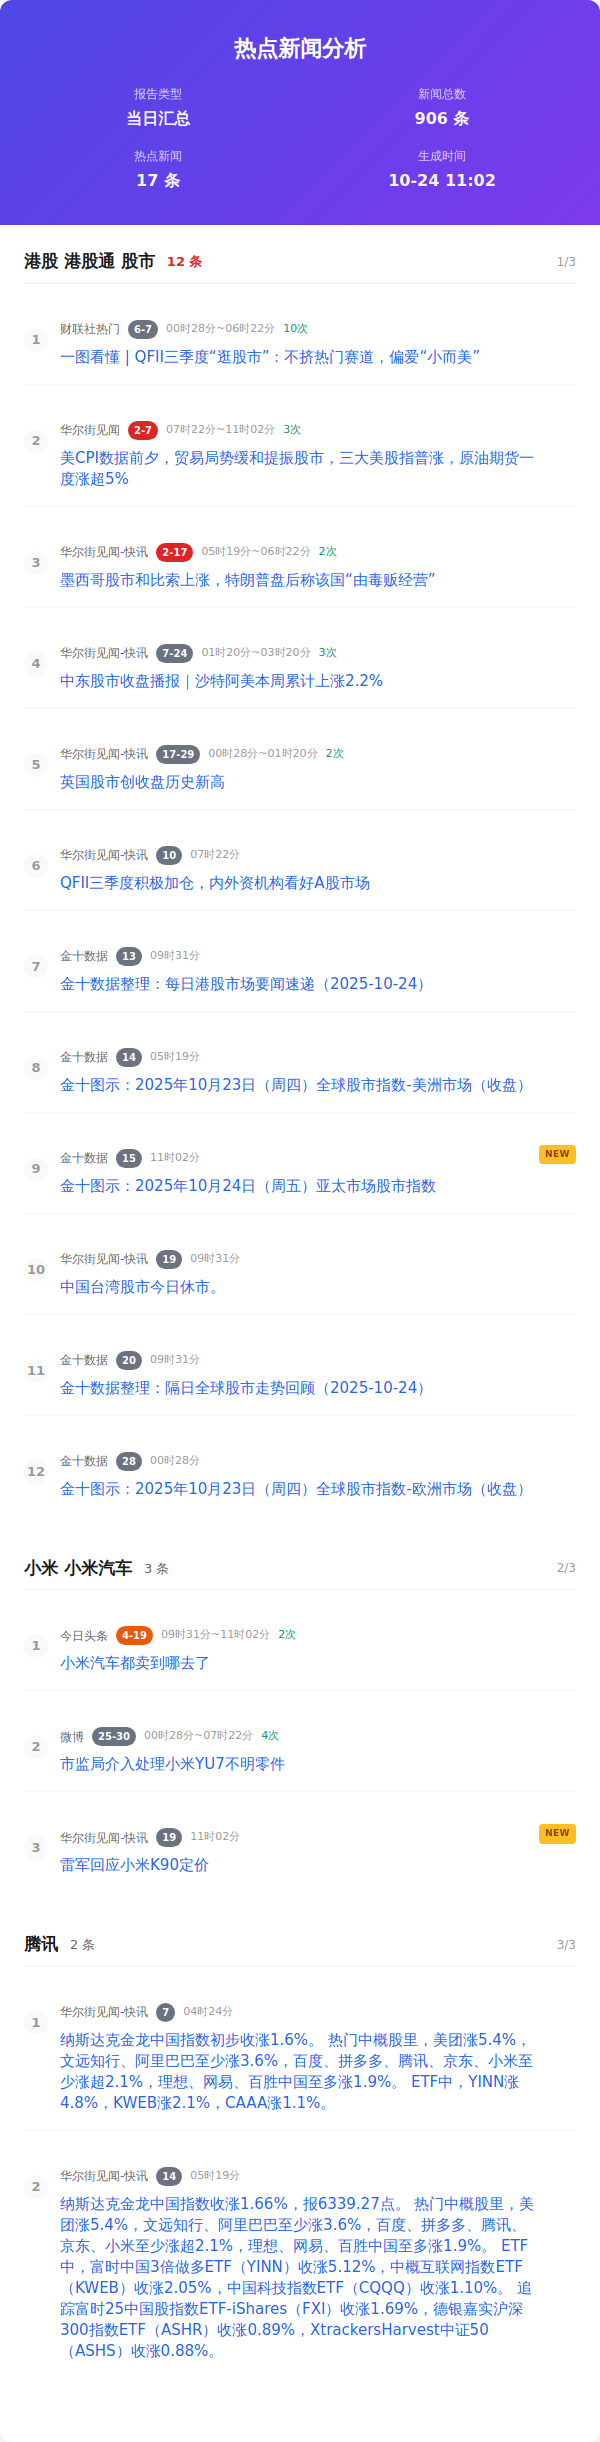 热点新闻分析
报告类型
新闻总数
当日汇总
906 条
热点新闻
生成时间
17 条
10-24 11:02
港股 港股通 股市 12 条 1/3
1
财联社热门 6-7 00时28分~06时22分 10次
一图看懂 | QFII三季度“逛股市”：不挤热门赛道，偏爱“小而美”
2
华尔街见闻 2-7 07时22分~11时02分 3次
美CPI数据前夕，贸易局势缓和提振股市，三大美股指普涨，原油期货一
度涨超5%
3
华尔街见闻-快讯 2-17 05时19分~06时22分 2次
墨西哥股市和比索上涨，特朗普盘后称该国“由毒贩经营”
4
华尔街见闻-快讯 7-24 01时20分~03时20分 3次
中东股市收盘播报｜沙特阿美本周累计上涨2.2%
5
华尔街见闻-快讯 17-29 00时28分~01时20分 2次
英国股市创收盘历史新高
6
华尔街见闻-快讯 10 07时22分
QFII三季度积极加仓，内外资机构看好A股市场
7
金十数据 13 09时31分
金十数据整理：每日港股市场要闻速递（2025-10-24）
8
金十数据 14 05时19分
金十图示：2025年10月23日（周四）全球股市指数-美洲市场（收盘）
9
金十数据 15 11时02分 NEW
金十图示：2025年10月24日（周五）亚太市场股市指数
10
华尔街见闻-快讯 19 09时31分
中国台湾股市今日休市。
11
金十数据 20 09时31分
金十数据整理：隔日全球股市走势回顾（2025-10-24）
12
金十数据 28 00时28分
金十图示：2025年10月23日（周四）全球股市指数-欧洲市场（收盘）
小米 小米汽车 3 条 2/3
1
今日头条 4-19 09时31分~11时02分 2次
小米汽车都卖到哪去了
2
微博 25-30 00时28分~07时22分 4次
市监局介入处理小米YU7不明零件
3
华尔街见闻-快讯 19 11时02分 NEW
雷军回应小米K90定价
腾讯 2 条 3/3
1
华尔街见闻-快讯 7 04时24分
纳斯达克金龙中国指数初步收涨1.6%。 热门中概股里，美团涨5.4%，
文远知行、阿里巴巴至少涨3.6%，百度、拼多多、腾讯、京东、小米至
少涨超2.1%，理想、网易、百胜中国至多涨1.9%。 ETF中，YINN涨
4.8%，KWEB涨2.1%，CAAA涨1.1%。
2
华尔街见闻-快讯 14 05时19分
纳斯达克金龙中国指数收涨1.66%，报6339.27点。 热门中概股里，美
团涨5.4%，文远知行、阿里巴巴至少涨3.6%，百度、拼多多、腾讯、
京东、小米至少涨超2.1%，理想、网易、百胜中国至多涨1.9%。 ETF
中，富时中国3倍做多ETF（YINN）收涨5.12%，中概互联网指数ETF
（KWEB）收涨2.05%，中国科技指数ETF（CQQQ）收涨1.10%。 追
踪富时25中国股指数ETF-iShares（FXI）收涨1.69%，德银嘉实沪深
300指数ETF（ASHR）收涨0.89%，XtrackersHarvest中证50
（ASHS）收涨0.88%。